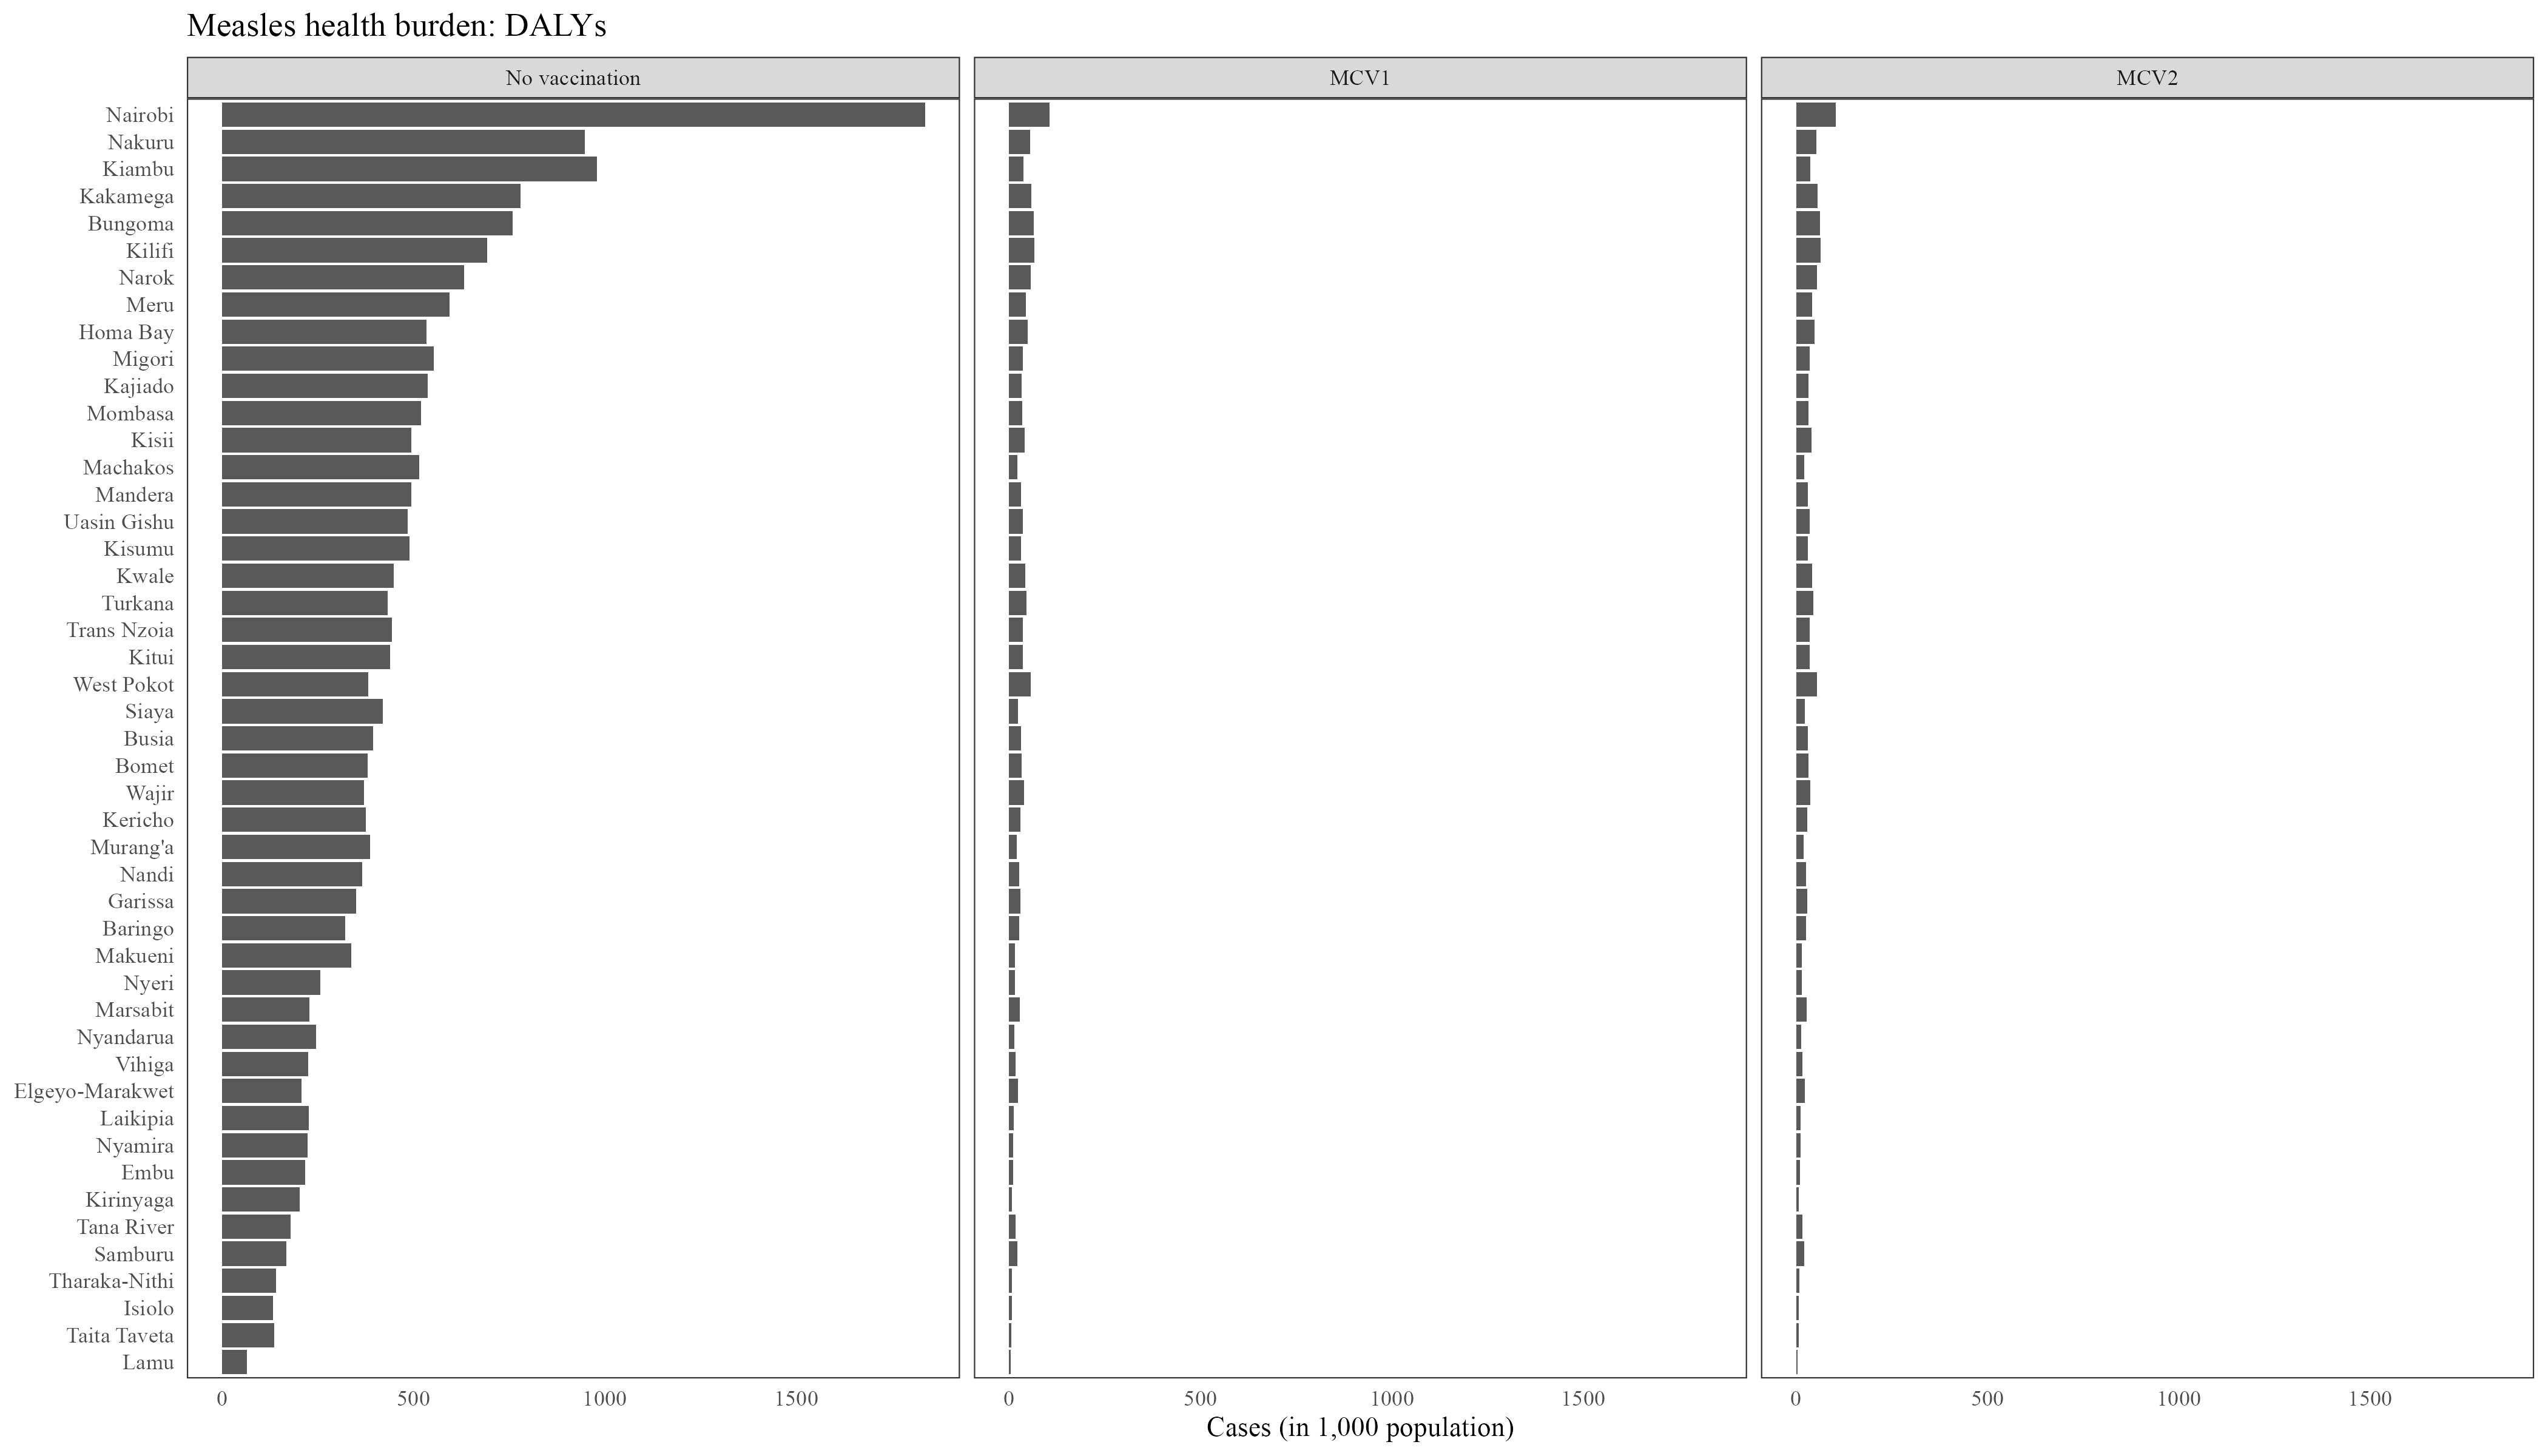 Measles health burden: DALYs
No vaccination
MCV1
MCV2
Nairobi
Nakuru
Kiambu
Kakamega
Bungoma
Kilifi
Narok
Meru
Homa Bay
Migori
Kajiado
Mombasa
Kisii
Machakos
Mandera
Uasin Gishu
Kisumu
Kwale
Turkana
Trans Nzoia
Kitui
West Pokot
Siaya
Busia
Bomet
Wajir
Kericho
Murang'a
Nandi
Garissa
Baringo
Makueni
Nyeri
Marsabit
Nyandarua
Vihiga
Elgeyo-Marakwet
Laikipia
Nyamira
Embu
Kirinyaga
Tana River
Samburu
Tharaka-Nithi
Isiolo
Taita Taveta
Lamu
0 500 1000 1500
0 500 1000 1500
0 500 1000 1500
Cases (in 1,000 population)